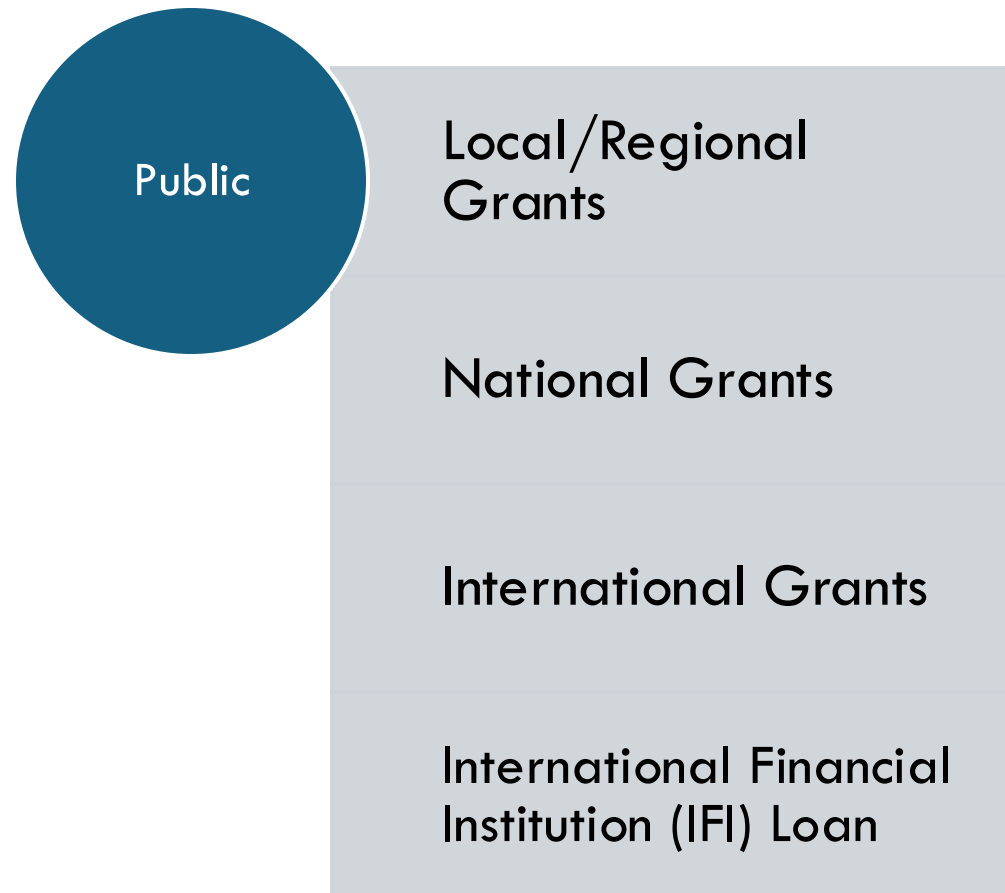 Public
Local/Regional
Grants
National Grants
International Grants
International Financial
Institution (IFI) Loan